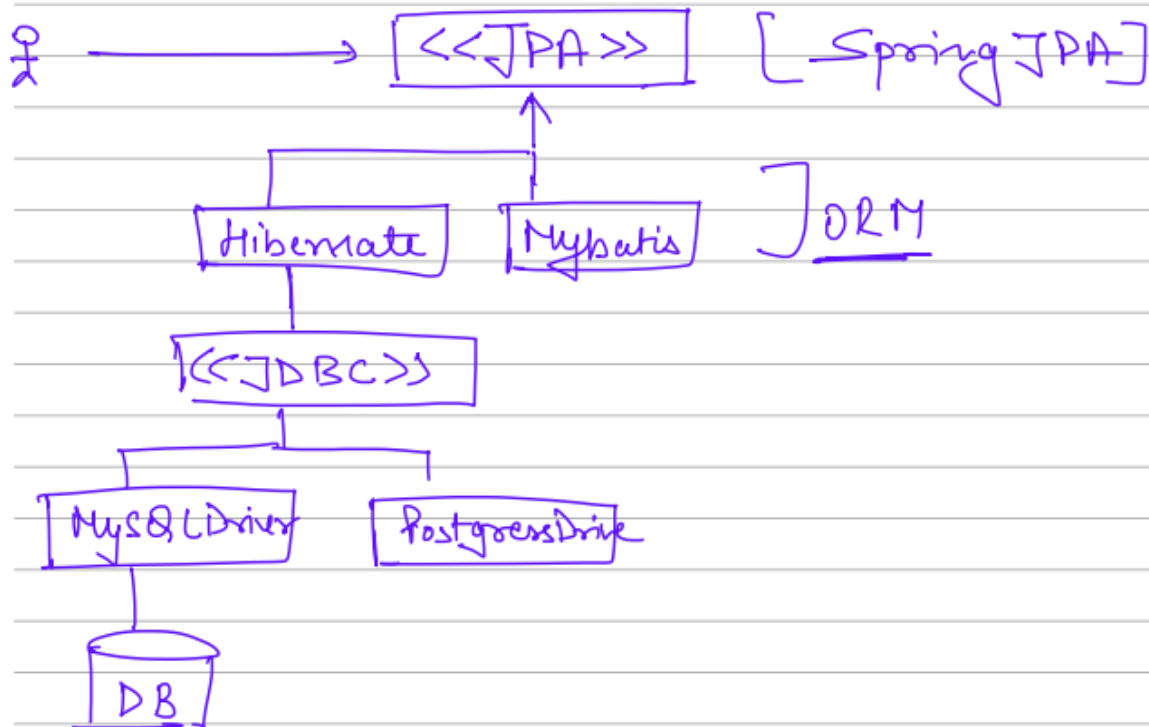 <<JPA>> [Spring JPA]
Hibernate Mybatis ] ORM
<<JDBC>>
MySQLDriver PostgressDrive
DB